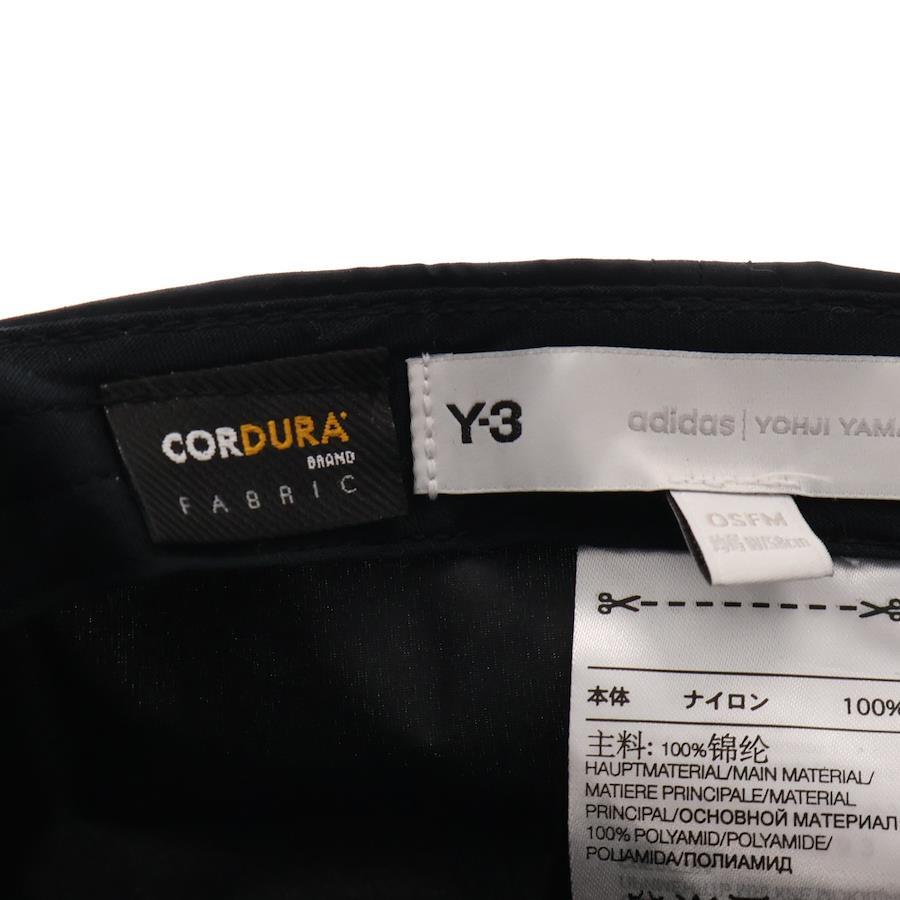 CORDURA
BRAND
FABRIC
Y-3 adidas | YOHJI
OSFM
58cm
本体 ナイロン 100%
主料: 100%锦纶
HAUPTMATERIAL/MAIN MATERIAL/
MATIERE PRINCIPALE/MATERIAL
PRINCIPAL/ОСНОВНОЙ МАТЕРИАЛ
100% POLYAMID/POLYAMIDE/
POLIAMIDA/ПОЛИАМИД